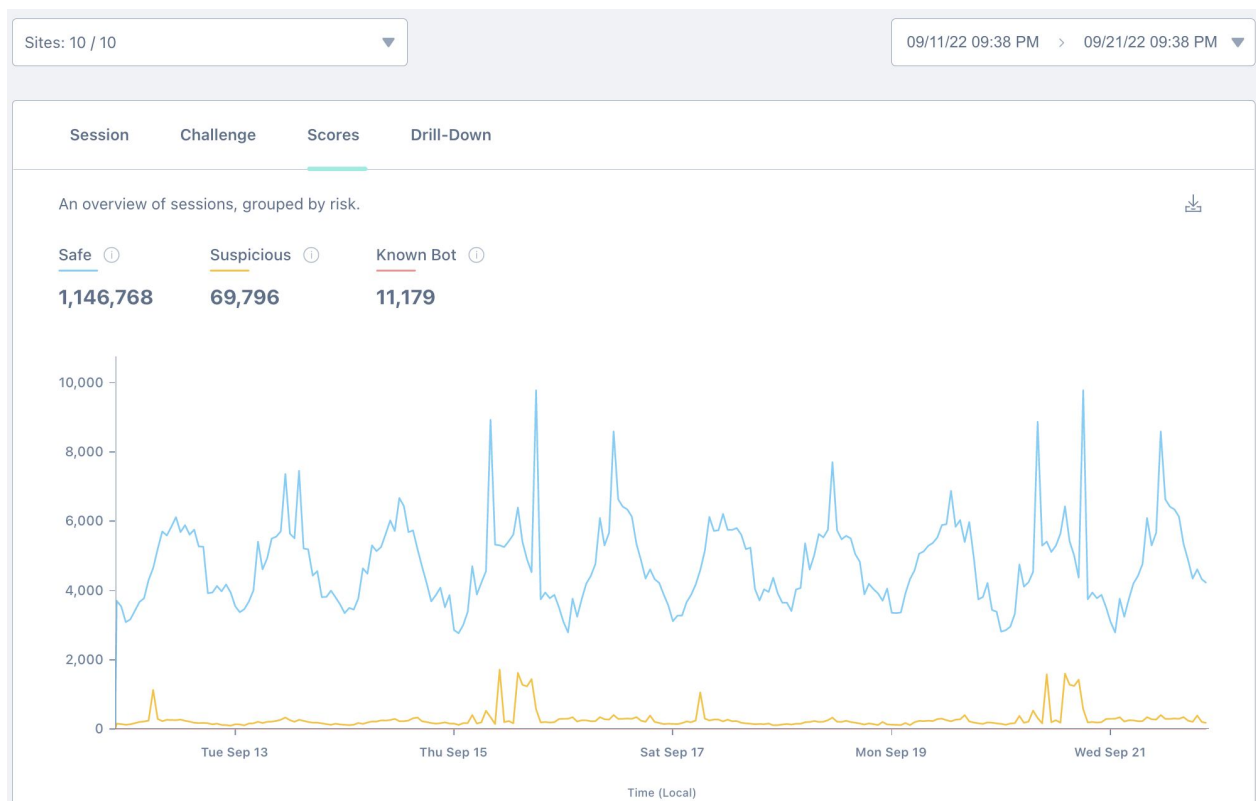 Sites: 10 / 10
09/11/22 09:38 PM > 09/21/22 09:38 PM
Session Challenge Scores Drill-Down
An overview of sessions, grouped by risk.
Safe Suspicious Known Bot
1,146,768 69,796 11,179
10,000
8,000
6,000
4,000
2,000
0
Tue Sep 13 Thu Sep 15 Sat Sep 17 Mon Sep 19 Wed Sep 21
Time (Local)